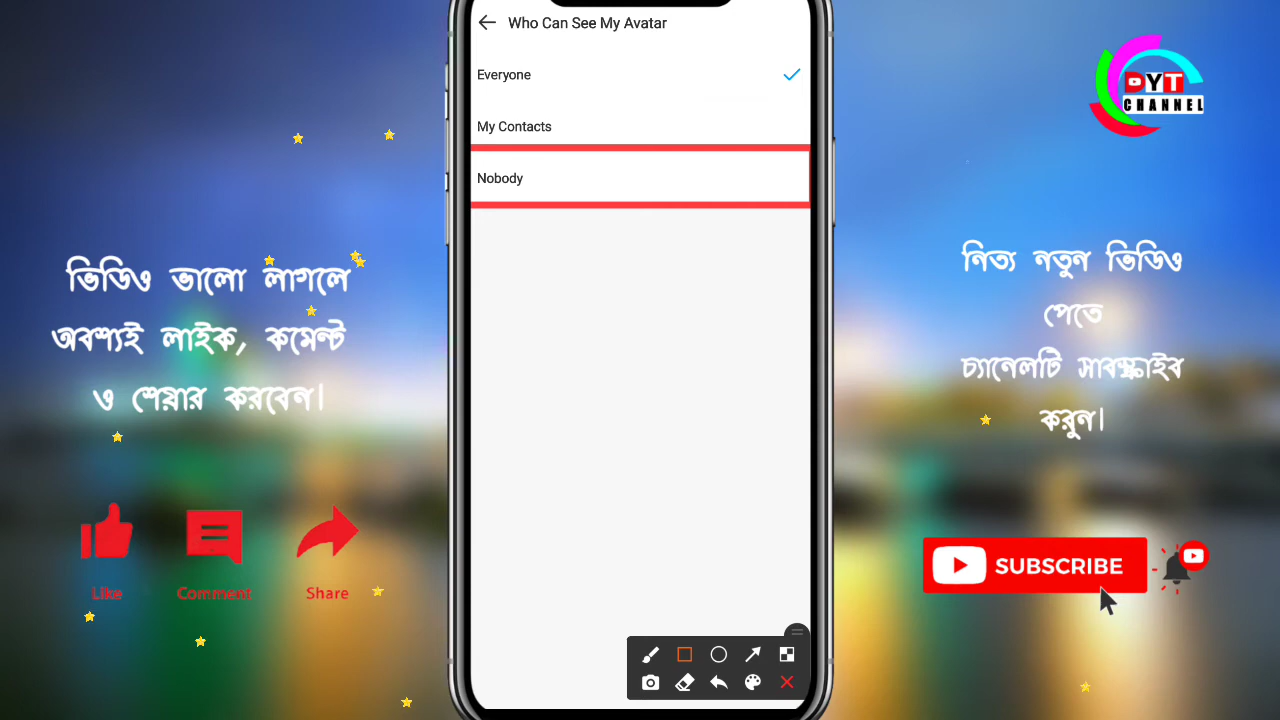 Who Can See My Avatar
Everyone
My Contacts
Nobody
DYT
CHANNEL
ভিডিও ভালো লাগলে
অবশ্যই লাইক, কমেন্ট
ও শেয়ার করবেন।
Like
Comment
Share
নিত্য নতুন ভিডিও
পেতে
চ্যানেলটি সাবস্ক্রাইব
করুন।
SUBSCRIBE